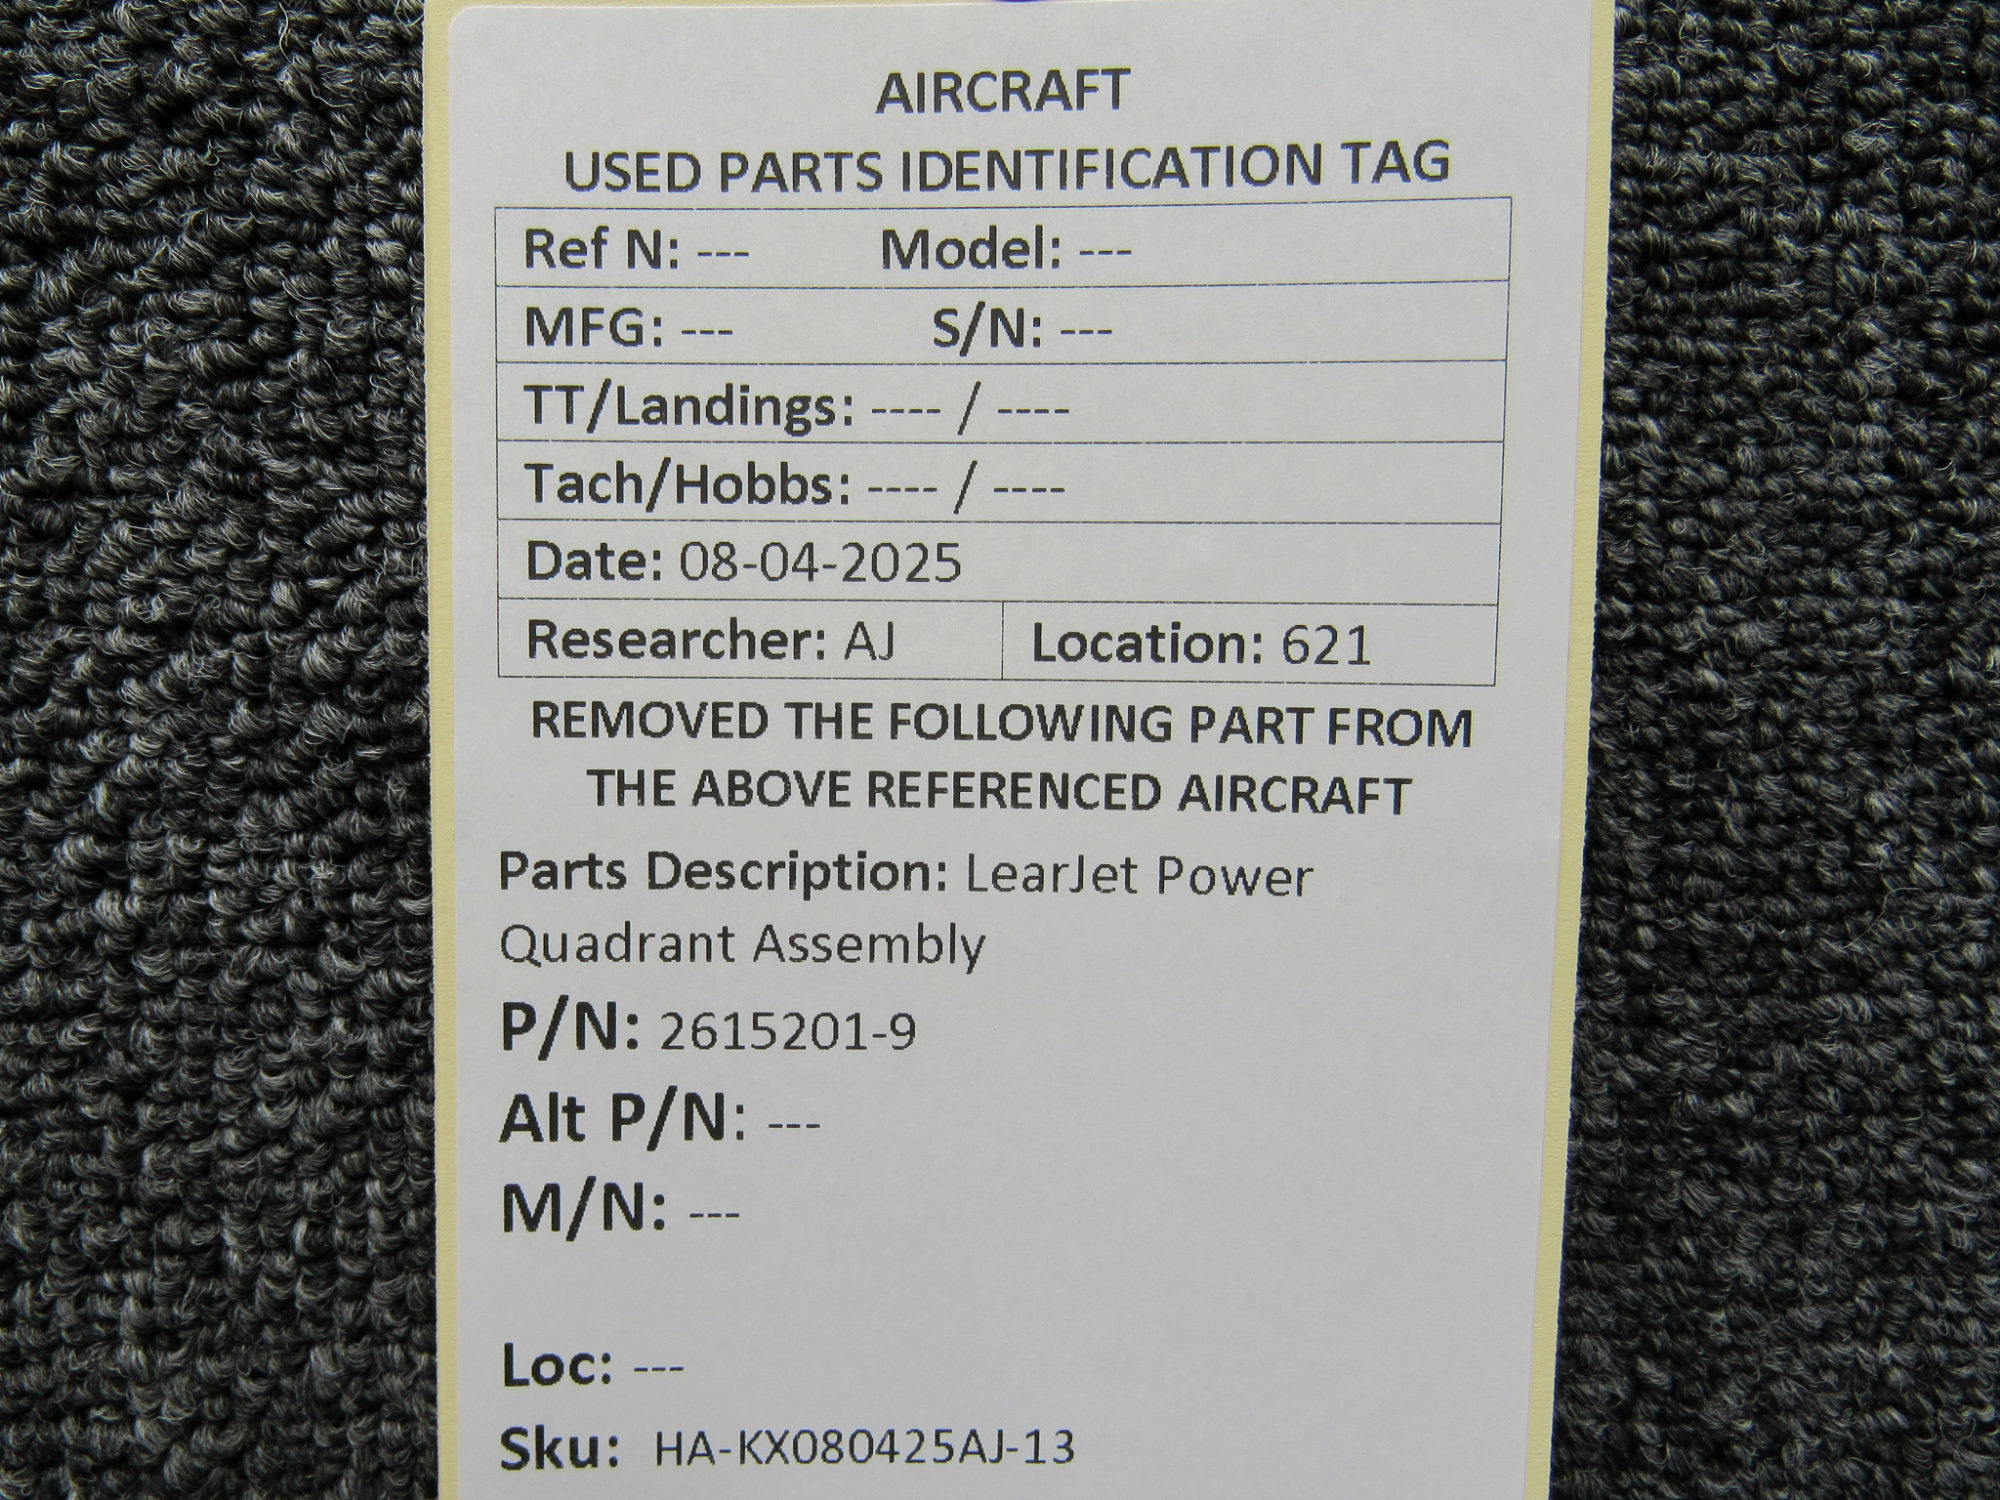 AIRCRAFT
USED PARTS IDENTIFICATION TAG
Ref N: --- Model: ---
MFG: --- S/N: ---
TT/Landings: ---- / ----
Tach/Hobbs: ---- / ----
Date: 08-04-2025
Researcher: AJ Location: 621
REMOVED THE FOLLOWING PART FROM
THE ABOVE REFERENCED AIRCRAFT
Parts Description: LearJet Power
Quadrant Assembly
P/N: 2615201-9
Alt P/N: ---
M/N: ---
Loc: ---
Sku: HA-KX080425AJ-13